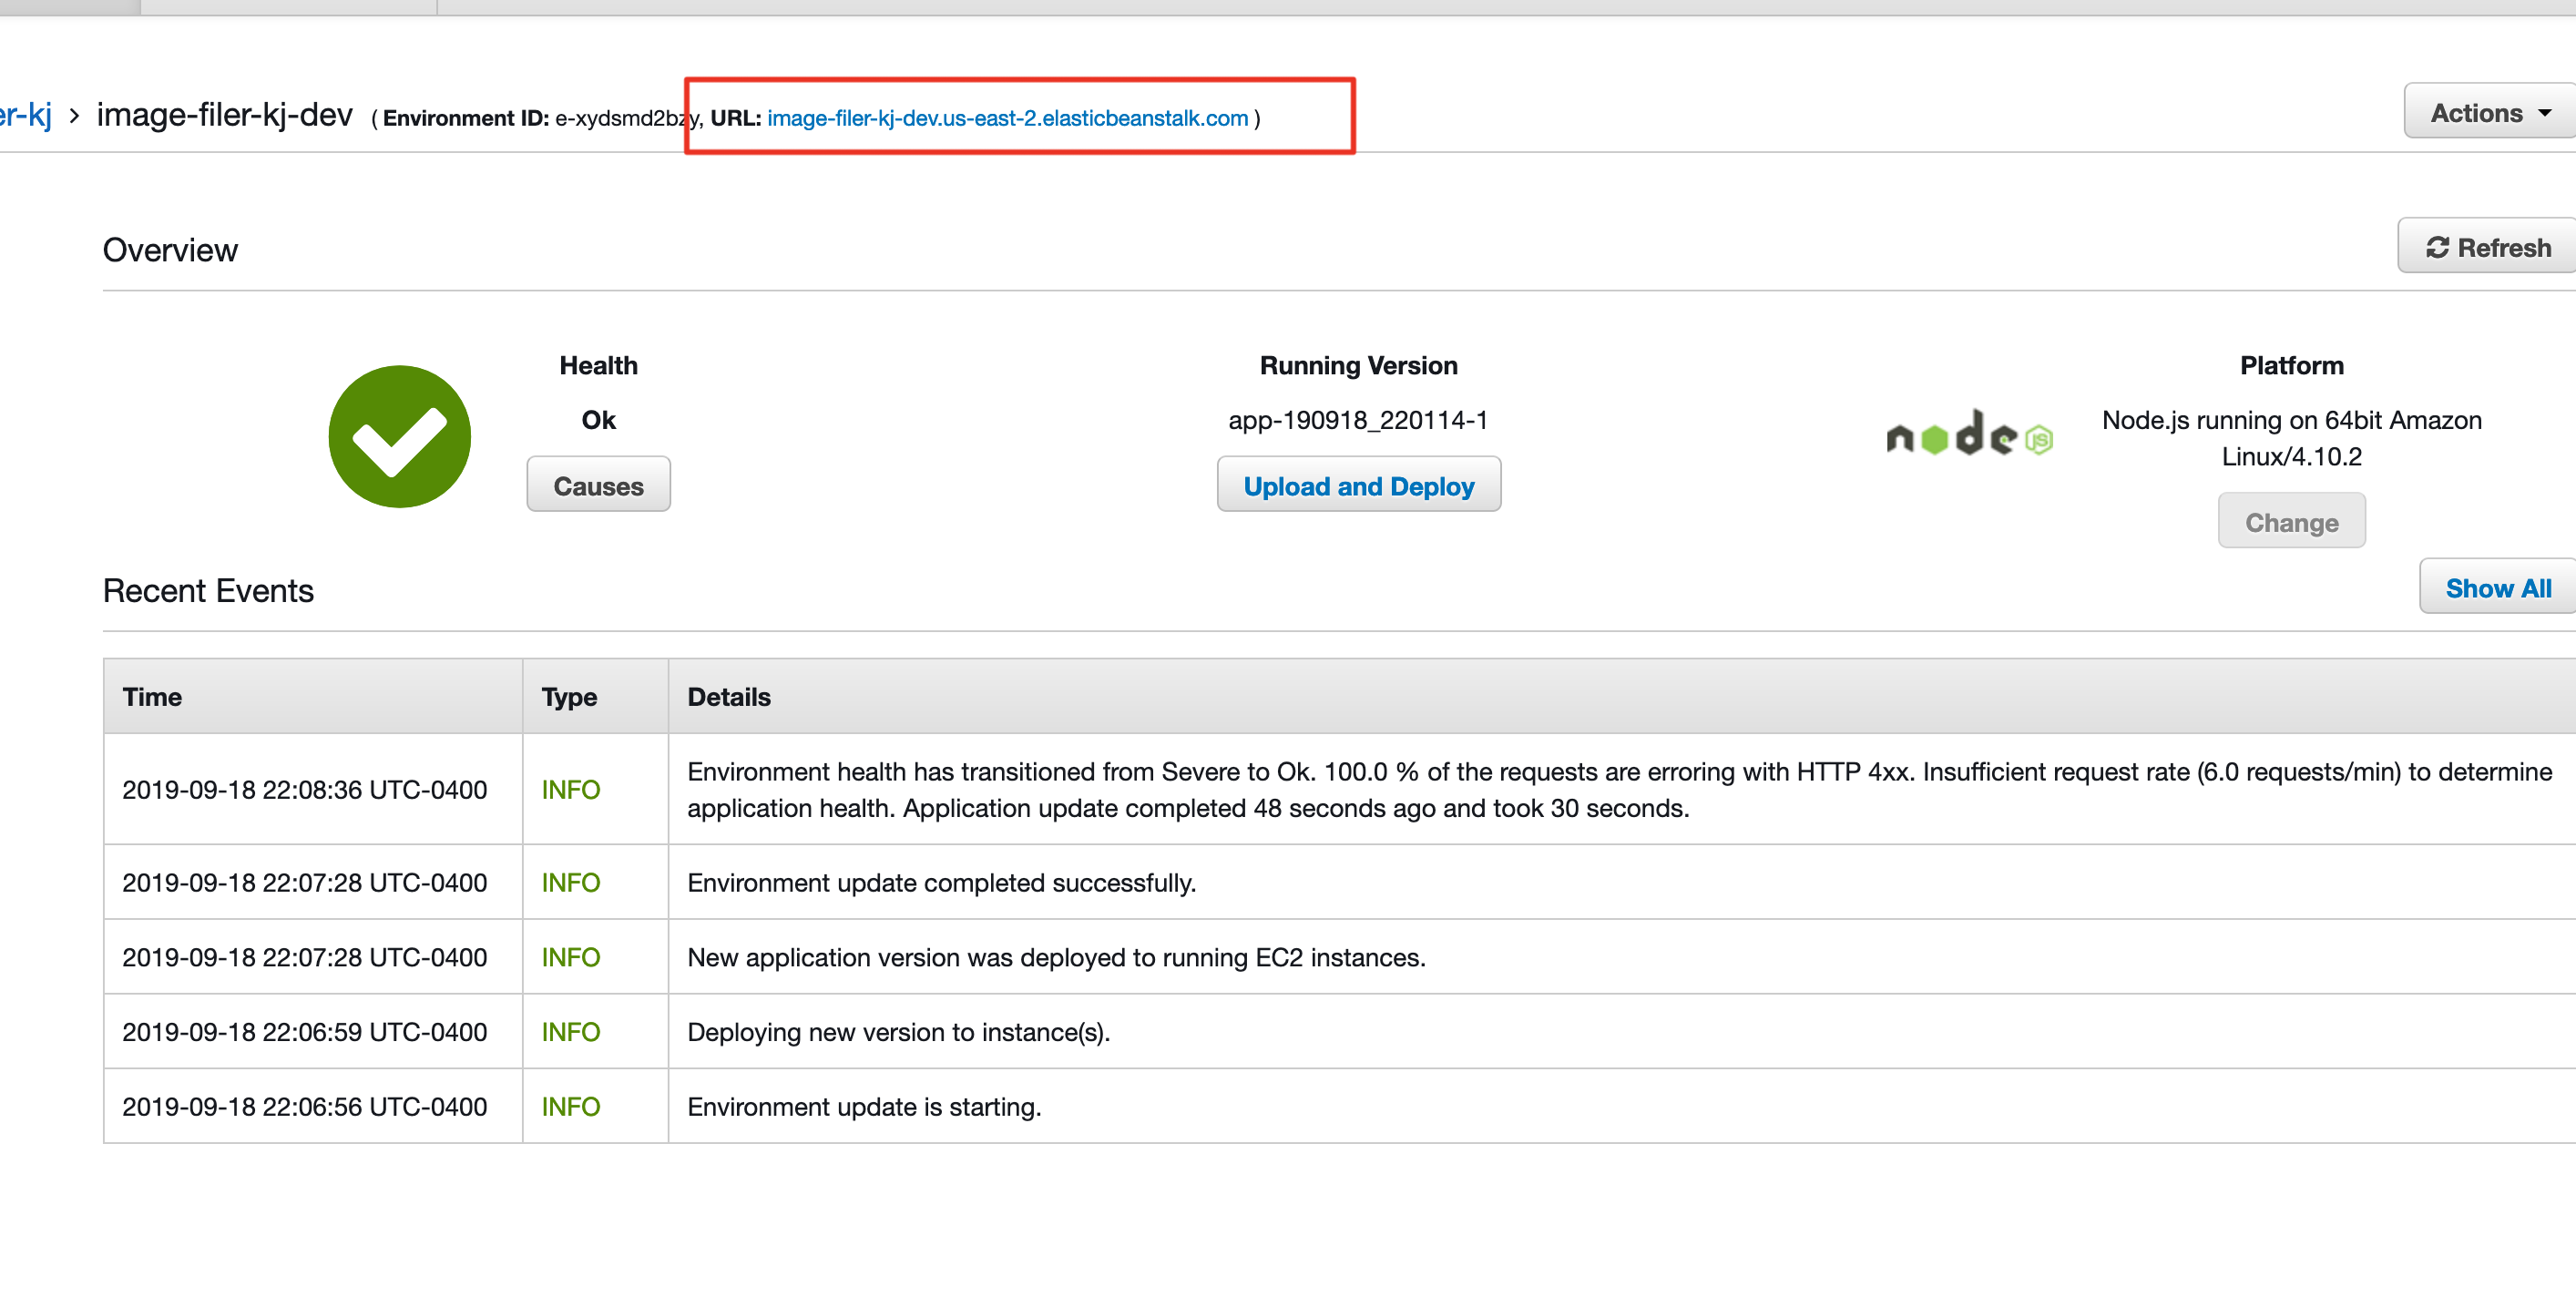 er-kj > image-filer-kj-dev ( Environment ID: e-xydsmd2bzy, URL: image-filer-kj-dev.us-east-2.elasticbeanstalk.com )
Actions
Overview
Refresh
Health
Ok
Causes
Running Version
app-190918_220114-1
Upload and Deploy
node JS
Platform
Node.js running on 64bit Amazon
Linux/4.10.2
Change
Recent Events
Show All
Time Type Details
2019-09-18 22:08:36 UTC-0400 INFO Environment health has transitioned from Severe to Ok. 100.0 % of the requests are erroring with HTTP 4xx. Insufficient request rate (6.0 requests/min) to determine
application health. Application update completed 48 seconds ago and took 30 seconds.
2019-09-18 22:07:28 UTC-0400 INFO Environment update completed successfully.
2019-09-18 22:07:28 UTC-0400 INFO New application version was deployed to running EC2 instances.
2019-09-18 22:06:59 UTC-0400 INFO Deploying new version to instance(s).
2019-09-18 22:06:56 UTC-0400 INFO Environment update is starting.